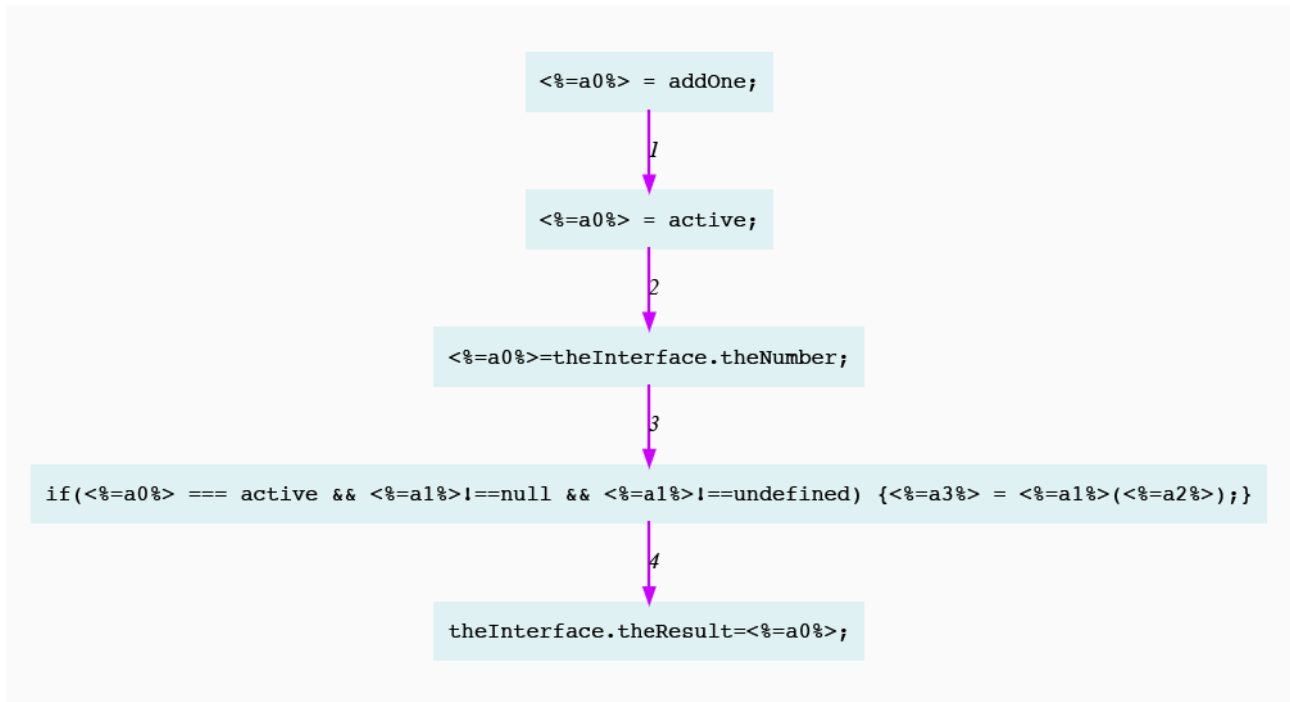 <%=a0%> = addOne;
1
<%=a0%> = active;
2
<%=a0%>=theInterface.theNumber;
3
if(<%=a0%> === active && <%=a1%>!==null && <%=a1%>!==undefined) {<%=a3%> = <%=a1%>(<%=a2%>);}
4
theInterface.theResult=<%=a0%>;